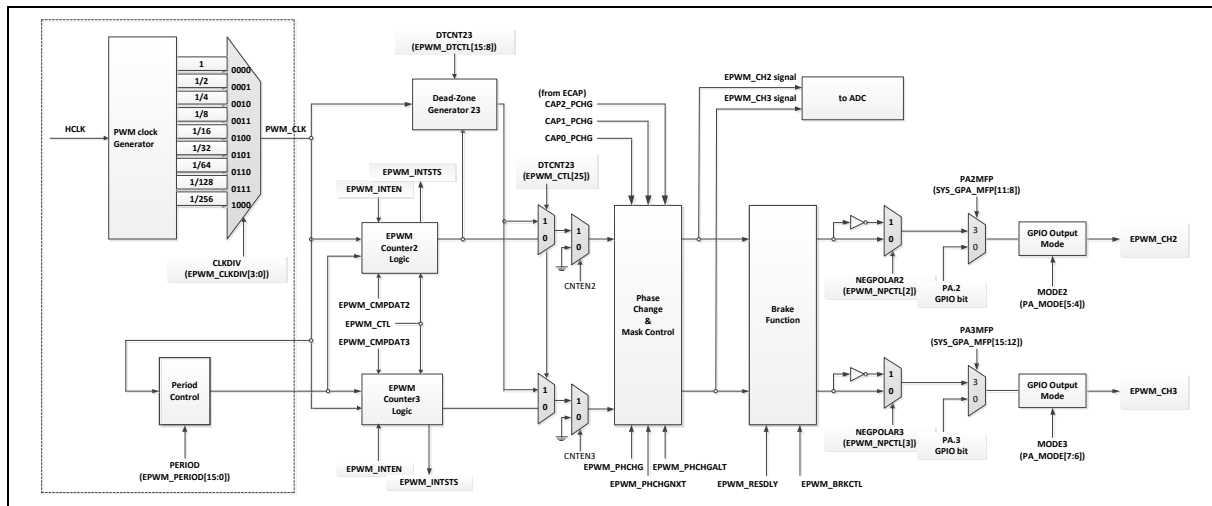 HCLK
PWM clock
Generator
1
1/2
1/4
1/8
1/16
1/32
1/64
1/128
1/256
0000
0001
0010
0011
0100
0101
0110
0111
1000
PWM_CLK
CLKDIV
(EPWM_CLKDIV[3:0])
Period
Control
PERIOD
(EPWM_PERIOD[15:0])
DTCNT23
(EPWM_DTCTL[15:8])
Dead-Zone
Generator 23
EPWM_INTSTS
EPWM_INTEN
EPWM
Counter2
Logic
EPWM_CMPDAT2
EPWM_CTL
EPWM_CMPDAT3
EPWM
Counter3
Logic
EPWM_INTEN
EPWM_INTSTS
DTCNT23
(EPWM_CTL[25])
1
0
1
0
CNTEN2
1
0
1
0
CNTEN3
(from ECAP)
CAP2_PCHG
CAP1_PCHG
CAP0_PCHG
Phase
Change
&
Mask Control
EPWM_PHCHG
EPWM_PHCHGALT
EPWM_PHCHGNXT
EPWM_CH2 signal
EPWM_CH3 signal
to ADC
Brake
Function
EPWM_RESDLY
EPWM_BRKCTL
1
0
NEGPOLAR2
(EPWM_NPCTL[2])
PA2MFP
(SYS_GPA_MFP[11:8])
3
0
PA.2
GPIO bit
GPIO Output
Mode
MODE2
(PA_MODE[5:4])
EPWM_CH2
1
0
NEGPOLAR3
(EPWM_NPCTL[3])
PA3MFP
(SYS_GPA_MFP[15:12])
3
0
PA.3
GPIO bit
GPIO Output
Mode
MODE3
(PA_MODE[7:6])
EPWM_CH3